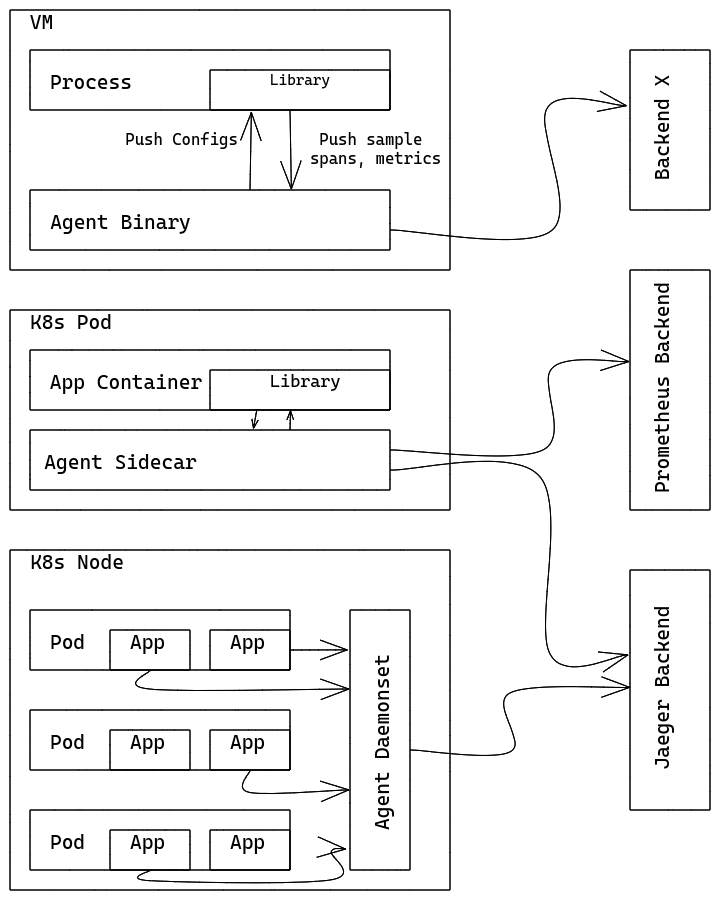 VM
Process
Library
Push Configs
Push sample
spans, metrics
Agent Binary
Backend X
K8s Pod
App Container
Library
Agent Sidecar
Prometheus Backend
K8s Node
Pod
App
App
Pod
App
App
Pod
App
App
Agent Daemonset
Jaeger Backend